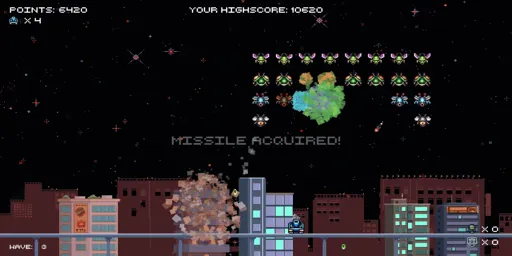 POINTS: 6420
YOUR HIGHSCORE: 10620
X 4
MISSILE ACQUIRED!
X 0
WAVE: 3
X 0